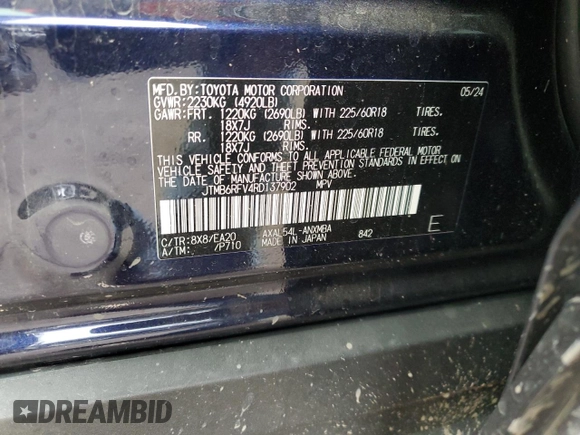 MFD.BY:TOYOTA MOTOR CORPORATION 05/24
GVWR:2230KG (4920LB)
GAWR:FRT. 1220KG (2690LB) WITH 225/60R18 TIRES.
18X7J RIMS.
RR. 1220KG (2690LB) WITH 225/60R18 TIRES.
18X7J RIMS.
THIS VEHICLE CONFORMS TO ALL APPLICABLE FEDERAL MOTOR
VEHICLE SAFETY AND THEFT PREVENTION STANDARDS IN EFFECT ON
THE DATE OF MANUFACTURE SHOWN ABOVE.
JTMB6RFV4RD137902 MPV
C/TR:8X8/EA20 AXAL54L-ANXMBA 842 E
A/TM: /P710 MADE IN JAPAN
DREAMBID